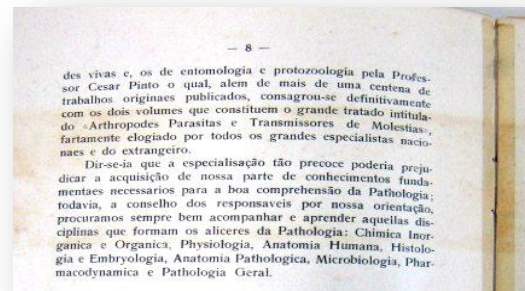 — 8 —
des vivas e, os de entomologia e protozoologia pela Profes-
sor Cesar Pinto o qual, alem de mais de uma centena de
trabalhos originaes publicados, consagrou-se definitivamente
com os dois volumes que constituem o grande tratado intitula-
do «Arthropodes Parasitas e Transmissores de Molestias»,
fartamente elogiado por todos os grandes especialistas nacio-
naes e do extrangeiro.
Dir-se-ia que a especialisação tão precoce poderia preju-
dicar a acquisição de nossa parte de conhecimentos funda-
mentaes necessarios para a boa comprehensão da Pathologia;
todavia, a conselho dos responsaveis por nossa orientação,
procuramos sempre bem acompanhar e aprender aquellas dis-
ciplinas que formam os aliceres da Pathologia: Chimica Inor-
ganica e Organica, Physiologia, Anatomia Humana, Histolo-
gia e Embryologia, Anatomia Pathologica, Microbiologia, Phar-
macodynamica e Pathologia Geral.